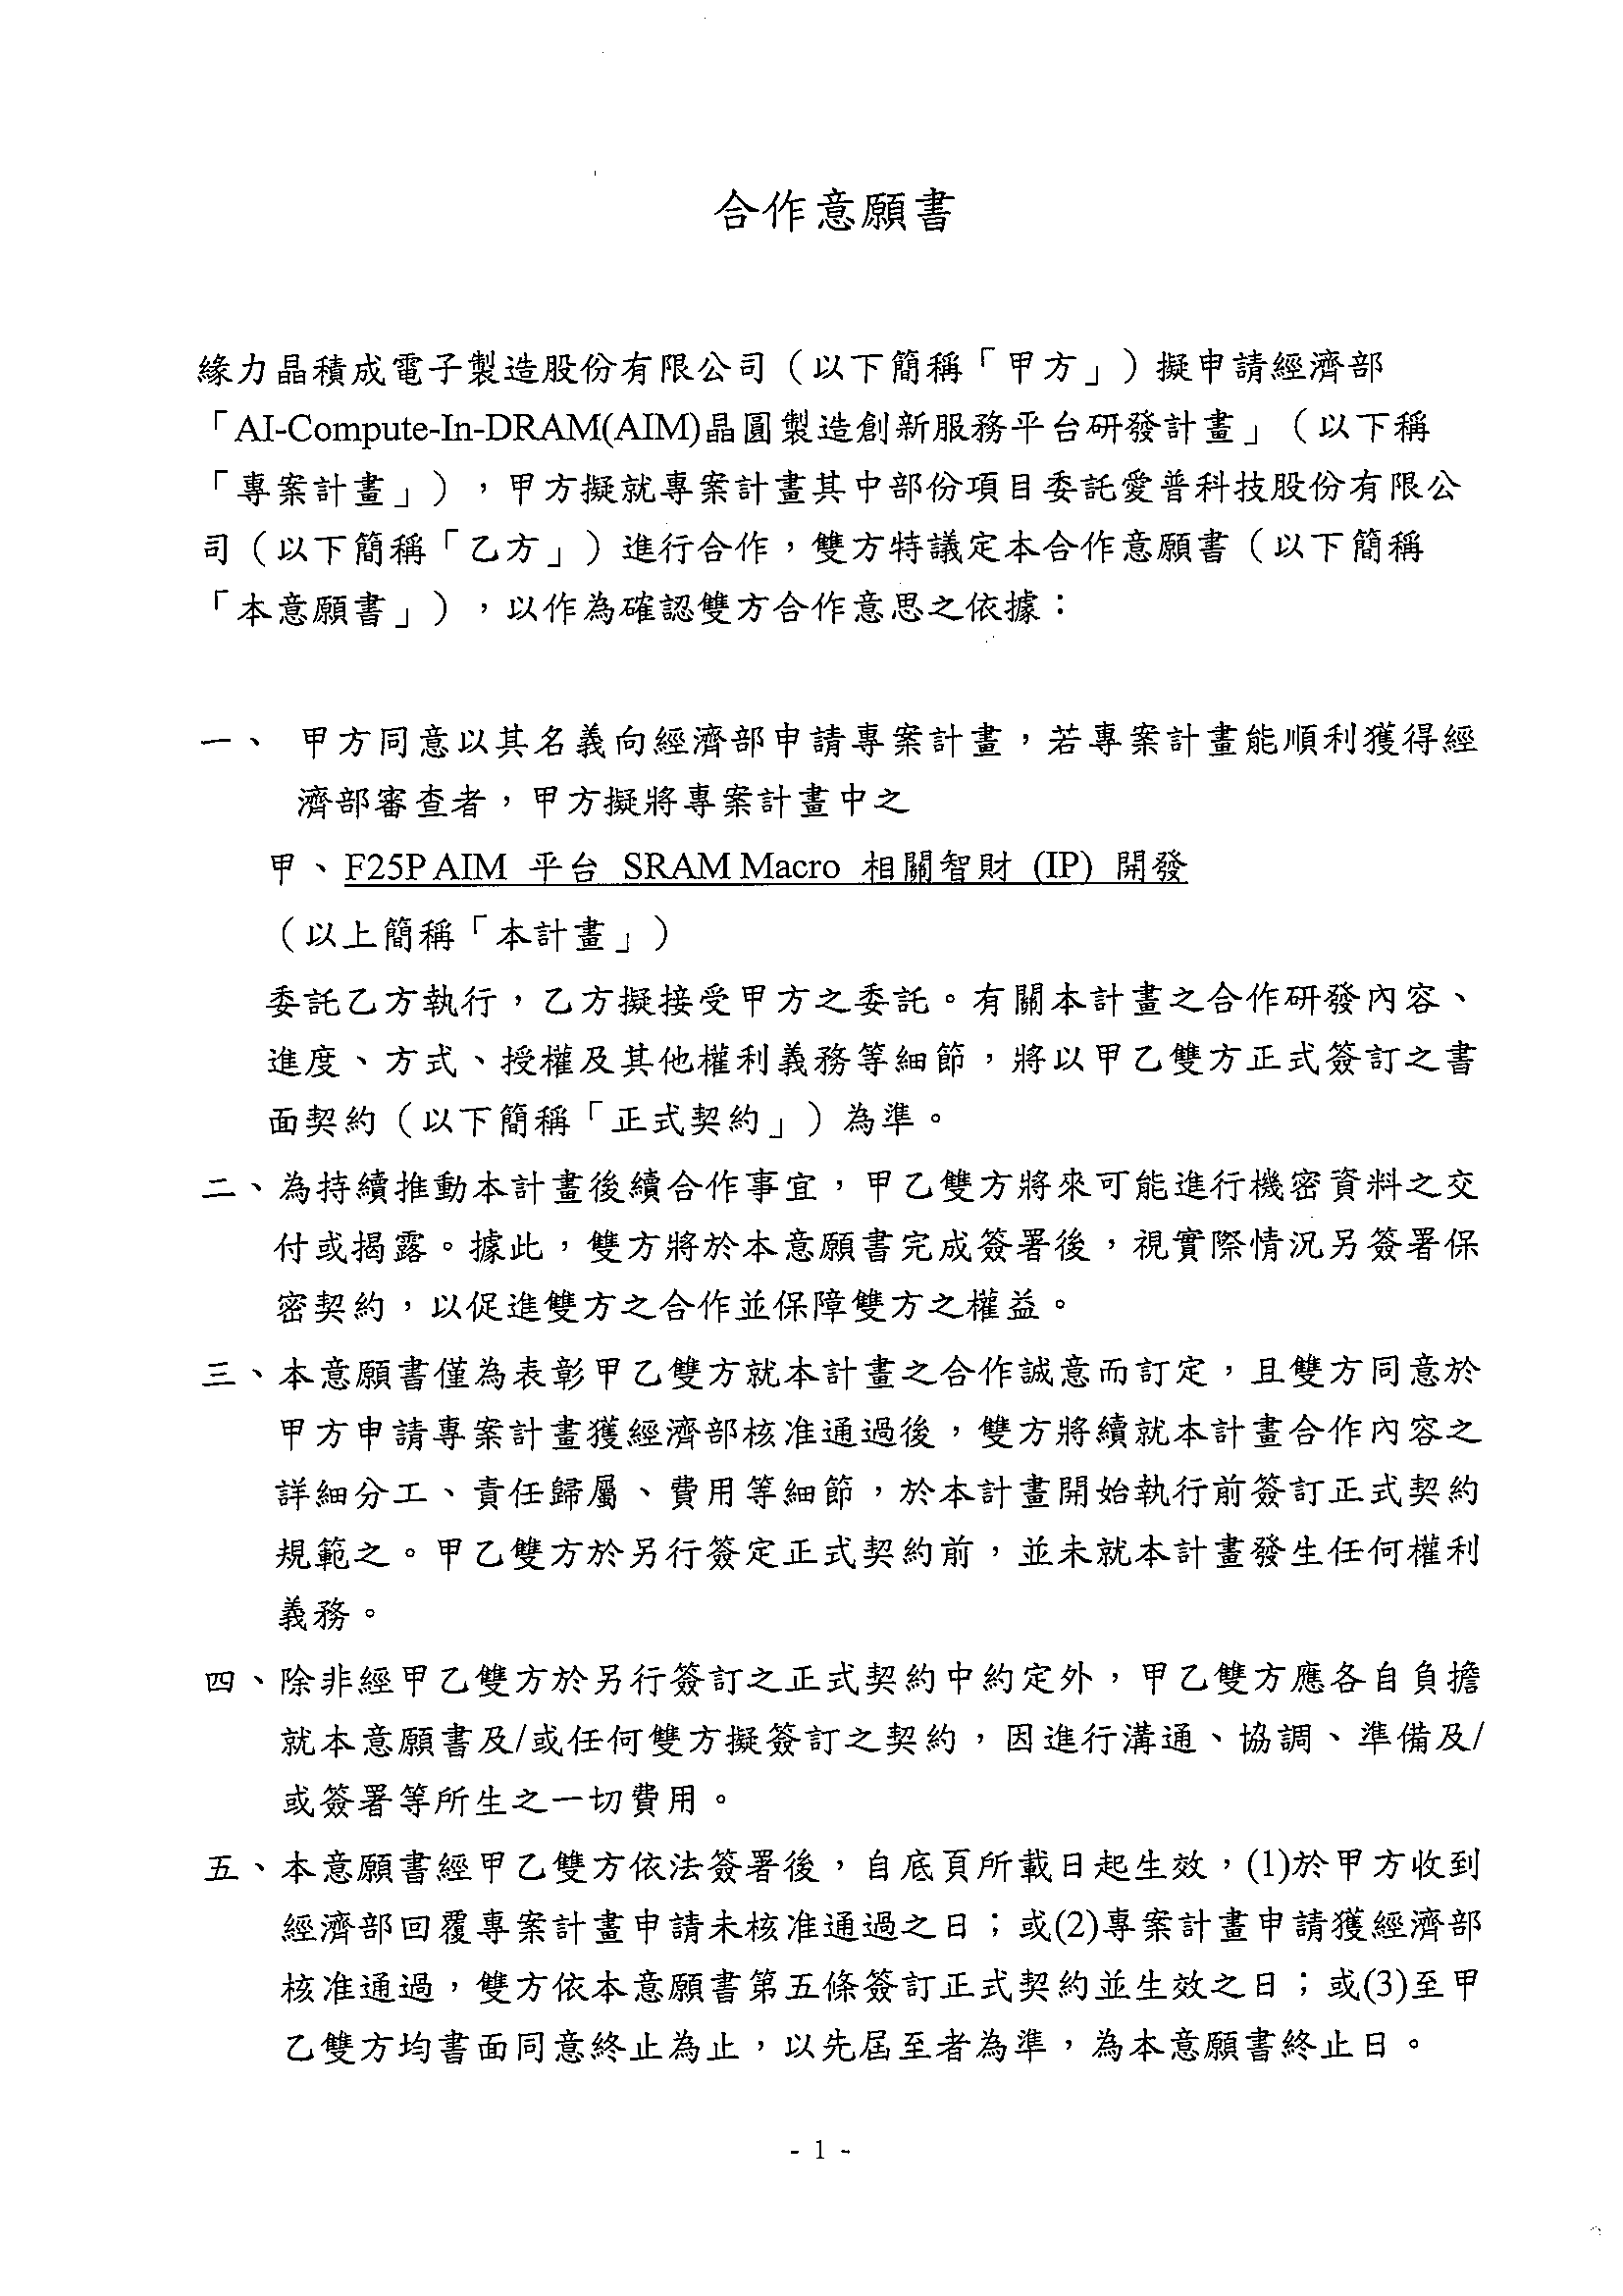 合作意願書
緣力晶積成電子製造股份有限公司（以下簡稱「甲方」）擬申請經濟部
「AI-Compute-In-DRAM(AIM)晶圓製造創新服務平台研發計畫」（以下稱
「專案計畫」），甲方擬就專案計畫其中部份項目委託愛普科技股份有限公
司（以下簡稱「乙方」）進行合作，雙方特議定本合作意願書（以下簡稱
「本意願書」），以作為確認雙方合作意思之依據：
一、 甲方同意以其名義向經濟部申請專案計畫，若專案計畫能順利獲得經
濟部審查者，甲方擬將專案計畫中之
甲、F25P AIM 平台 SRAM Macro 相關智財 (IP) 開發
（以上簡稱「本計畫」）
委託乙方執行，乙方擬接受甲方之委託。有關本計畫之合作研發內容、
進度、方式、授權及其他權利義務等細節，將以甲乙雙方正式簽訂之書
面契約（以下簡稱「正式契約」）為準。
二、為持續推動本計畫後續合作事宜，甲乙雙方將來可能進行機密資料之交
付或揭露。據此，雙方將於本意願書完成簽署後，視實際情況另簽署保
密契約，以促進雙方之合作並保障雙方之權益。
三、本意願書僅為表彰甲乙雙方就本計畫之合作誠意而訂定，且雙方同意於
甲方申請專案計畫獲經濟部核准通過後，雙方將續就本計畫合作內容之
詳細分工、責任歸屬、費用等細節，於本計畫開始執行前簽訂正式契約
規範之。甲乙雙方於另行簽定正式契約前，並未就本計畫發生任何權利
義務。
四、除非經甲乙雙方於另行簽訂之正式契約中約定外，甲乙雙方應各自負擔
就本意願書及/或任何雙方擬簽訂之契約，因進行溝通、協調、準備及/
或簽署等所生之一切費用。
五、本意願書經甲乙雙方依法簽署後，自底頁所載日起生效，(1)於甲方收到
經濟部回覆專案計畫申請未核准通過之日；或(2)專案計畫申請獲經濟部
核准通過，雙方依本意願書第五條簽訂正式契約並生效之日；或(3)至甲
乙雙方均書面同意終止為止，以先屆至者為準，為本意願書終止日。
- 1 -